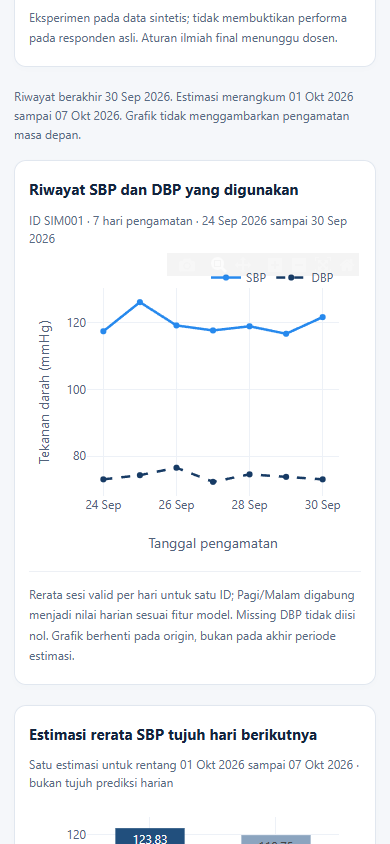 Eksperimen pada data sintetis; tidak membuktikan performa
pada responden asli. Aturan ilmiah final menunggu dosen.
Riwayat berakhir 30 Sep 2026. Estimasi merangkum 01 Okt 2026
sampai 07 Okt 2026. Grafik tidak menggambarkan pengamatan
masa depan.
Riwayat SBP dan DBP yang digunakan
ID SIM001 · 7 hari pengamatan · 24 Sep 2026 sampai 30 Sep
2026
SBP DBP
Tekanan darah (mmHg)
120
100
80
24 Sep 26 Sep 28 Sep 30 Sep
Tanggal pengamatan
Rerata sesi valid per hari untuk satu ID; Pagi/Malam digabung
menjadi nilai harian sesuai fitur model. Missing DBP tidak diisi
nol. Grafik berhenti pada origin, bukan pada akhir periode
estimasi.
Estimasi rerata SBP tujuh hari berikutnya
Satu estimasi untuk rentang 01 Okt 2026 sampai 07 Okt 2026 ·
bukan tujuh prediksi harian
120
123.83